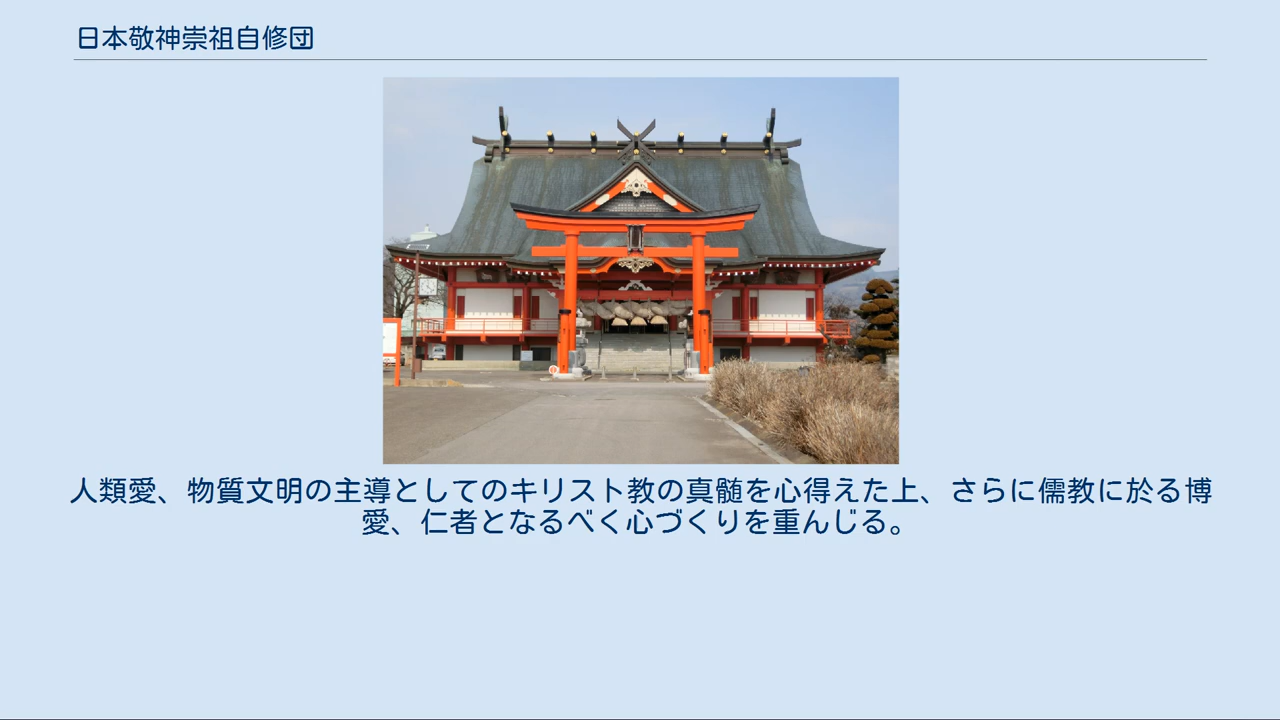 日本敬神崇祖自修団
人類愛、物質文明の主導としてのキリスト教の真髄を心得えた上、さらに儒教に於る博
愛、仁者となるべく心づくりを重んじる。